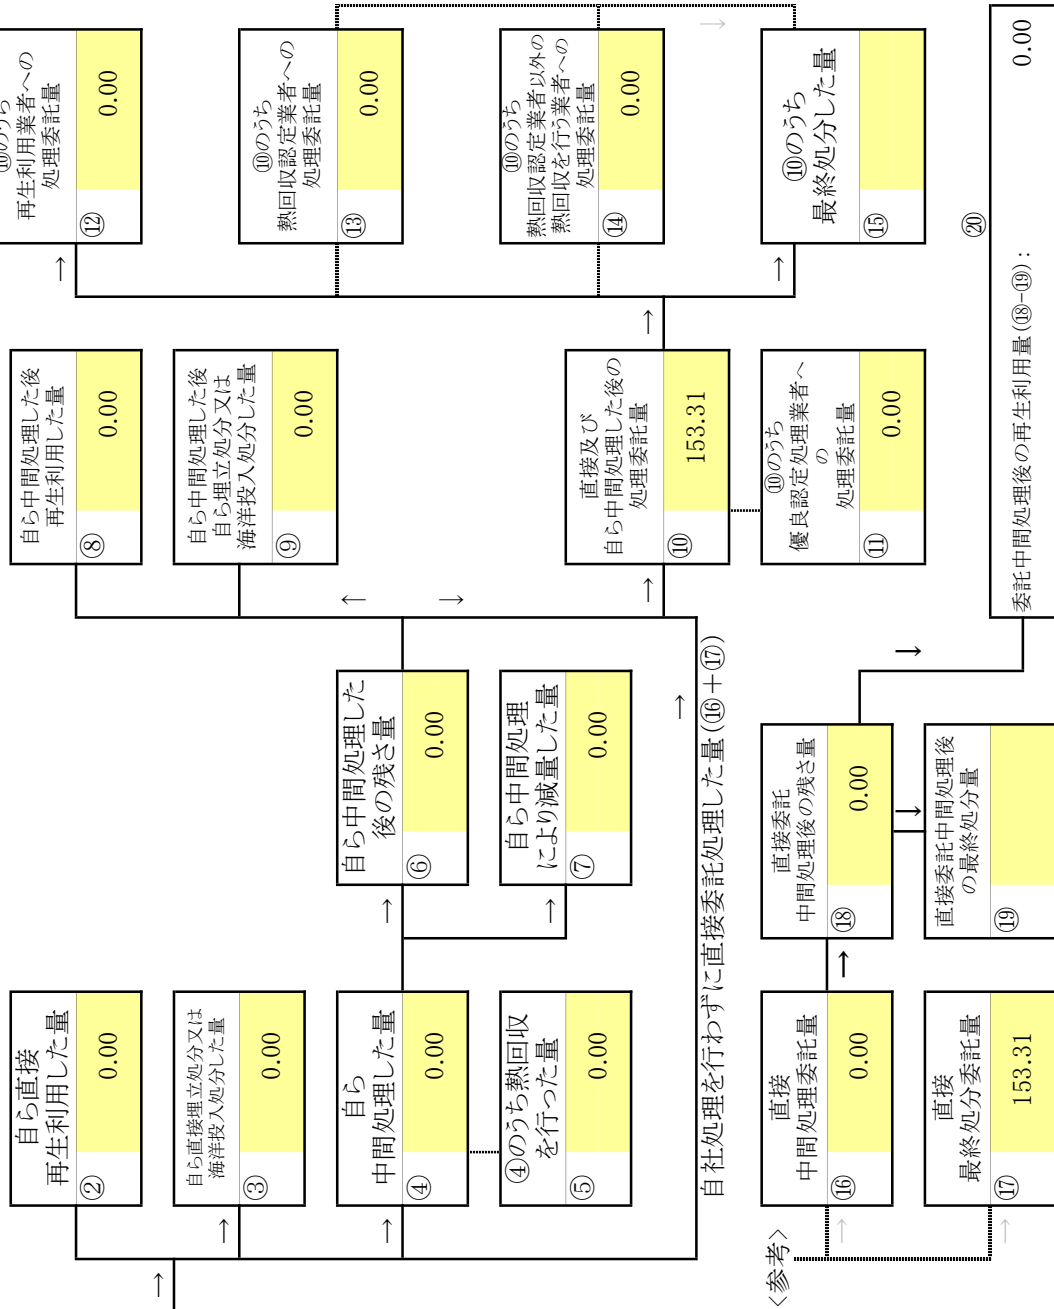 自ら直接
再生利用した量
② 0.00
自ら直接埋立処分又は
海洋投入処分した量
③ 0.00
自ら
中間処理した量
④ 0.00
④のうち熱回収
を行った量
⑤ 0.00
自ら中間処理した
後の残さ量
⑥ 0.00
自ら中間処理
により減量した量
⑦ 0.00
自ら中間処理した後
再生利用した量
⑧ 0.00
自ら中間処理した後
自ら埋立処分又は
海洋投入処分した量
⑨ 0.00
直接及び
自ら中間処理した後の
処理委託量
⑩ 153.31
⑩のうち
優良認定処理業者へ
の
処理委託量
⑪ 0.00
⑩のうち
再生利用業者への
処理委託量
⑫ 0.00
⑩のうち
熱回収認定業者への
処理委託量
⑬ 0.00
⑩のうち
熱回収認定業者以外の
熱回収を行う業者への
処理委託量
⑭ 0.00
⑩のうち
最終処分した量
⑮
自社処理を行わずに直接委託処理した量(⑯+⑰)
<参考>
直接
中間処理委託量
⑯ 0.00
直接
最終処分委託量
⑰ 153.31
直接委託
中間処理後の残さ量
⑱ 0.00
直接委託中間処理後
の最終処分量
⑲
⑳
委託中間処理後の再生利用量(⑱-⑲): 0.00